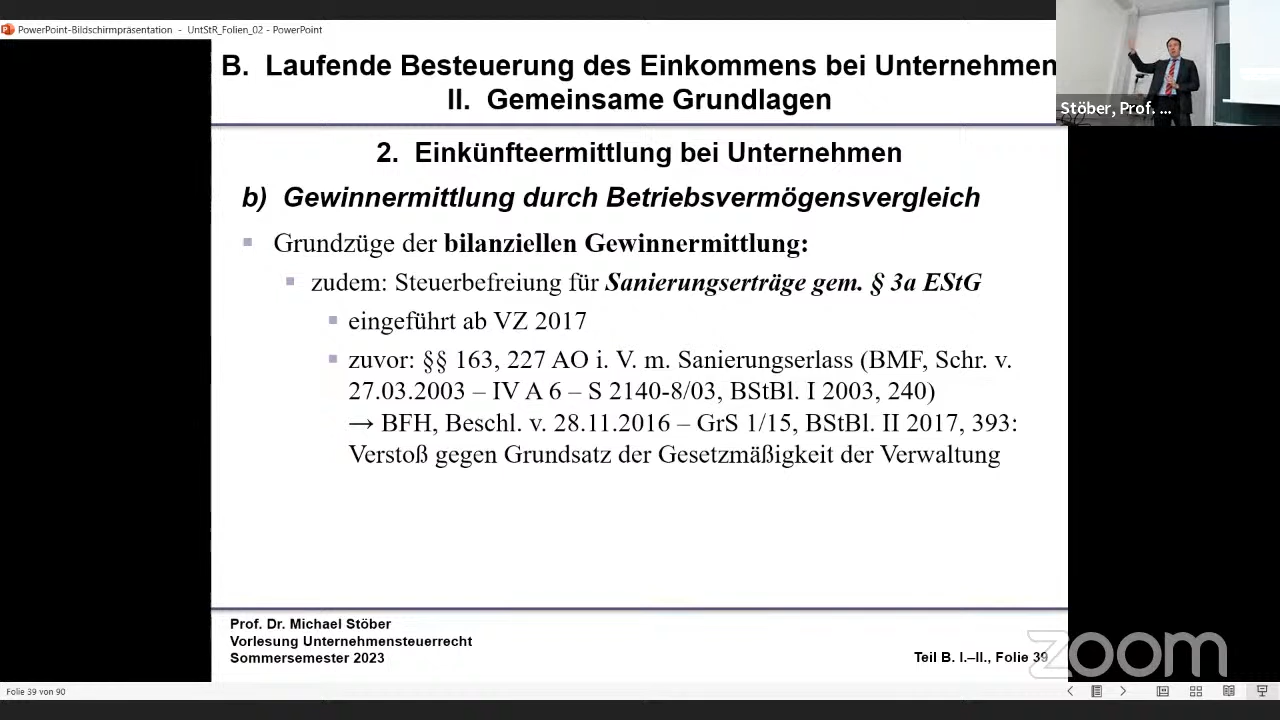 PowerPoint-Bildschirmpräsentation - UntStR_Folien_02 - PowerPoint
B. Laufende Besteuerung des Einkommens bei Unternehmen
II. Gemeinsame Grundlagen
Stöber, Prof. ...
2. Einkünfteermittlung bei Unternehmen
b) Gewinnermittlung durch Betriebsvermögensvergleich
Grundzüge der bilanziellen Gewinnermittlung:
zudem: Steuerbefreiung für Sanierungserträge gem. § 3a EStG
eingeführt ab VZ 2017
zuvor: §§ 163, 227 AO i. V. m. Sanierungserlass (BMF, Schr. v.
27.03.2003 – IV A 6 – S 2140-8/03, BStBl. I 2003, 240)
→ BFH, Beschl. v. 28.11.2016 – GrS 1/15, BStBl. II 2017, 393:
Verstoß gegen Grundsatz der Gesetzmäßigkeit der Verwaltung
Prof. Dr. Michael Stöber
Vorlesung Unternehmensteuerrecht
Sommersemester 2023
Teil B. I.–II., Folie 39
zoom
Folie 39 von 90